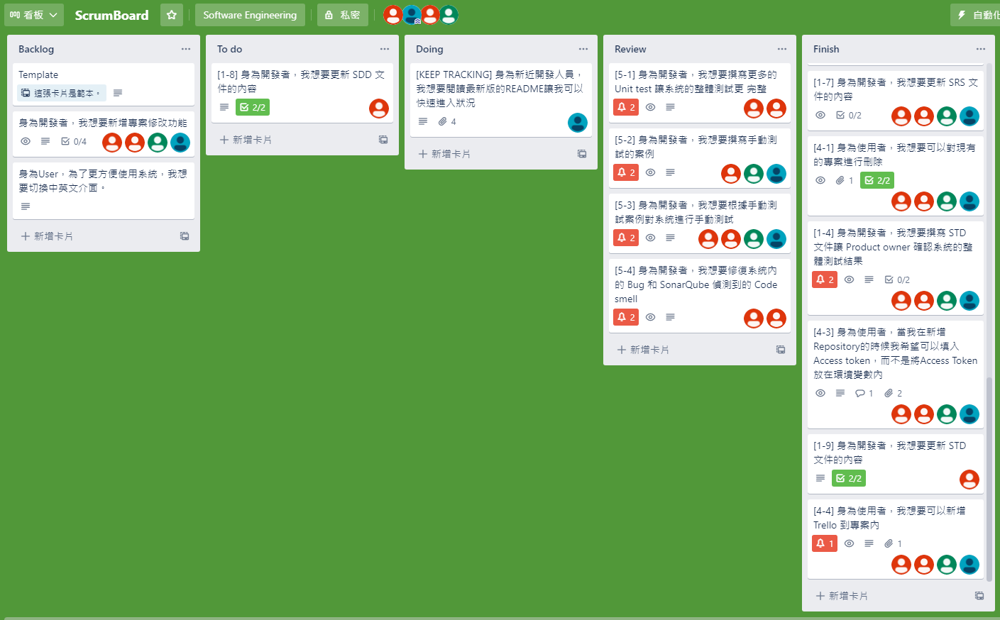 看板
ScrumBoard
Software Engineering
私密
自動化
Backlog
Template
這張卡片是範本。
身為開發者，我想要新增專案修改功能
0/4
身為User，為了更方便使用系統，我想
要切換中英文介面。
新增卡片
To do
[1-8] 身為開發者，我想要更新 SDD 文
件的內容
2/2
新增卡片
Doing
[KEEP TRACKING] 身為新近開發人員，
我想要閱讀最新版的README讓我可以
快速進入狀況
4
新增卡片
Review
[5-1] 身為開發者，我想要撰寫更多的
Unit test 讓系統的整體測試更 完整
2
[5-2] 身為開發者，我想要撰寫手動測
試的案例
2
[5-3] 身為開發者，我想要根據手動測
試案例對系統進行手動測試
2
[5-4] 身為開發者，我想要修復系統內
的 Bug 和 SonarQube 偵測到的 Code
smell
2
新增卡片
Finish
[1-7] 身為開發者，我想要更新 SRS 文
件的內容
0/2
[4-1] 身為使用者，我想要可以對現有
的專案進行刪除
1 2/2
[1-4] 身為開發者，我想要撰寫 STD
文件讓 Product owner 確認系統的整
體測試結果
2 0/2
[4-3] 身為使用者，當我在新增
Repository的時候我希望可以填入
Access token，而不是將Access Token
放在環境變數內
1 2
[1-9] 身為開發者，我想要更新 STD
文件的內容
2/2
[4-4] 身為使用者，我想要可以新增
Trello 到專案內
1 1
新增卡片